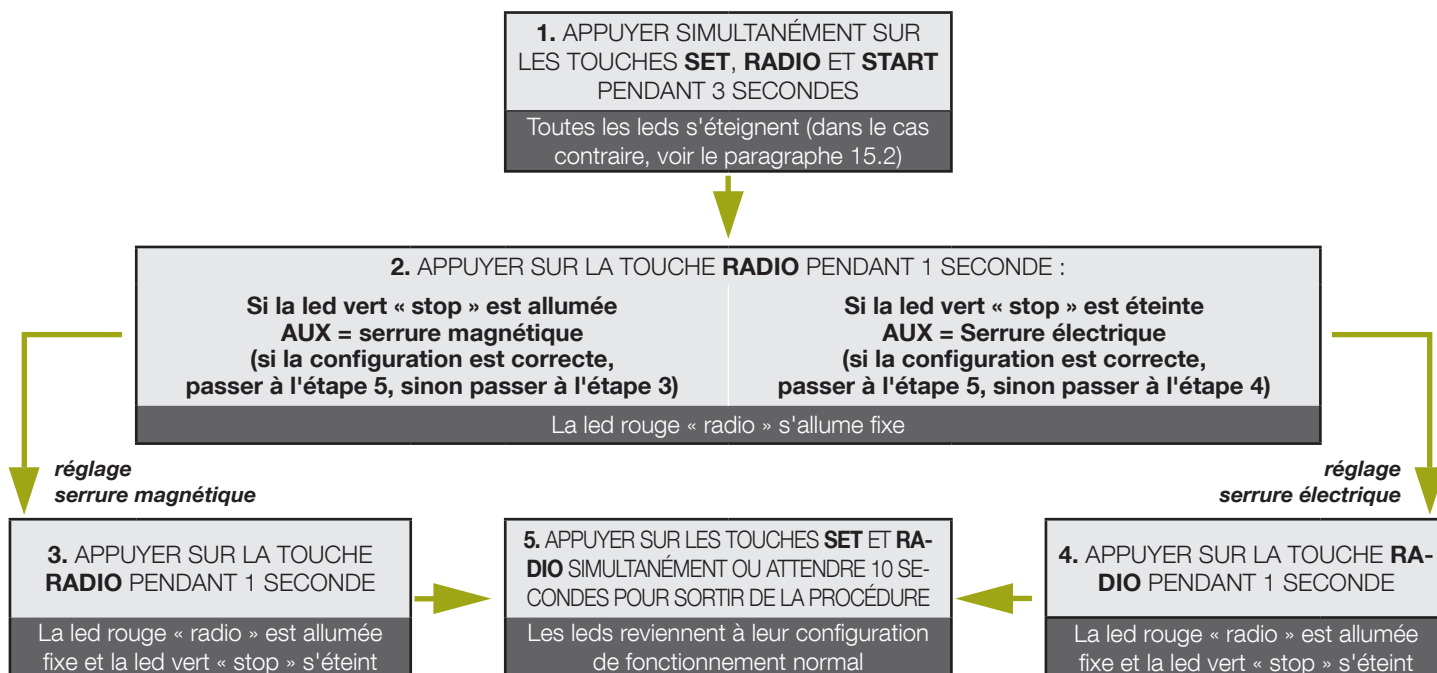 1. APPUYER SIMULTANÉMENT SUR
LES TOUCHES SET, RADIO ET START
PENDANT 3 SECONDES
Toutes les leds s'éteignent (dans le cas
contraire, voir le paragraphe 15.2)
2. APPUYER SUR LA TOUCHE RADIO PENDANT 1 SECONDE :
Si la led vert « stop » est allumée
AUX = serrure magnétique
(si la configuration est correcte,
passer à l'étape 5, sinon passer à l'étape 3)
Si la led vert « stop » est éteinte
AUX = Serrure électrique
(si la configuration est correcte,
passer à l'étape 5, sinon passer à l'étape 4)
La led rouge « radio » s'allume fixe
réglage
serrure magnétique
réglage
serrure électrique
3. APPUYER SUR LA TOUCHE
RADIO PENDANT 1 SECONDE
La led rouge « radio » est allumée
fixe et la led vert « stop » s'éteint
5. APPUYER SUR LES TOUCHES SET ET RA-
DIO SIMULTANÉMENT OU ATTENDRE 10 SE-
CONDES POUR SORTIR DE LA PROCÉDURE
Les leds reviennent à leur configuration
de fonctionnement normal
4. APPUYER SUR LA TOUCHE RA-
DIO PENDANT 1 SECONDE
La led rouge « radio » est allumée
fixe et la led vert « stop » s'éteint